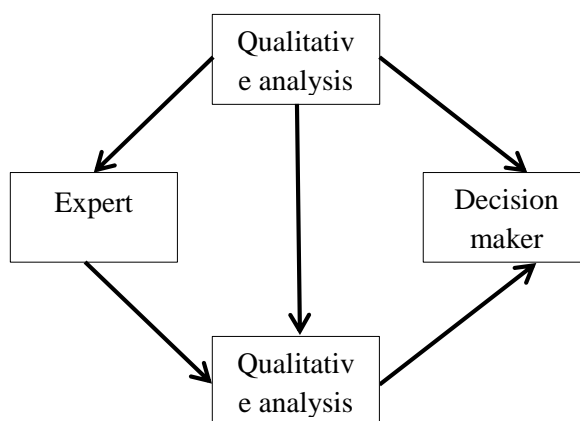 Qualitativ
e analysis
Expert
Decision
maker
Qualitativ
e analysis